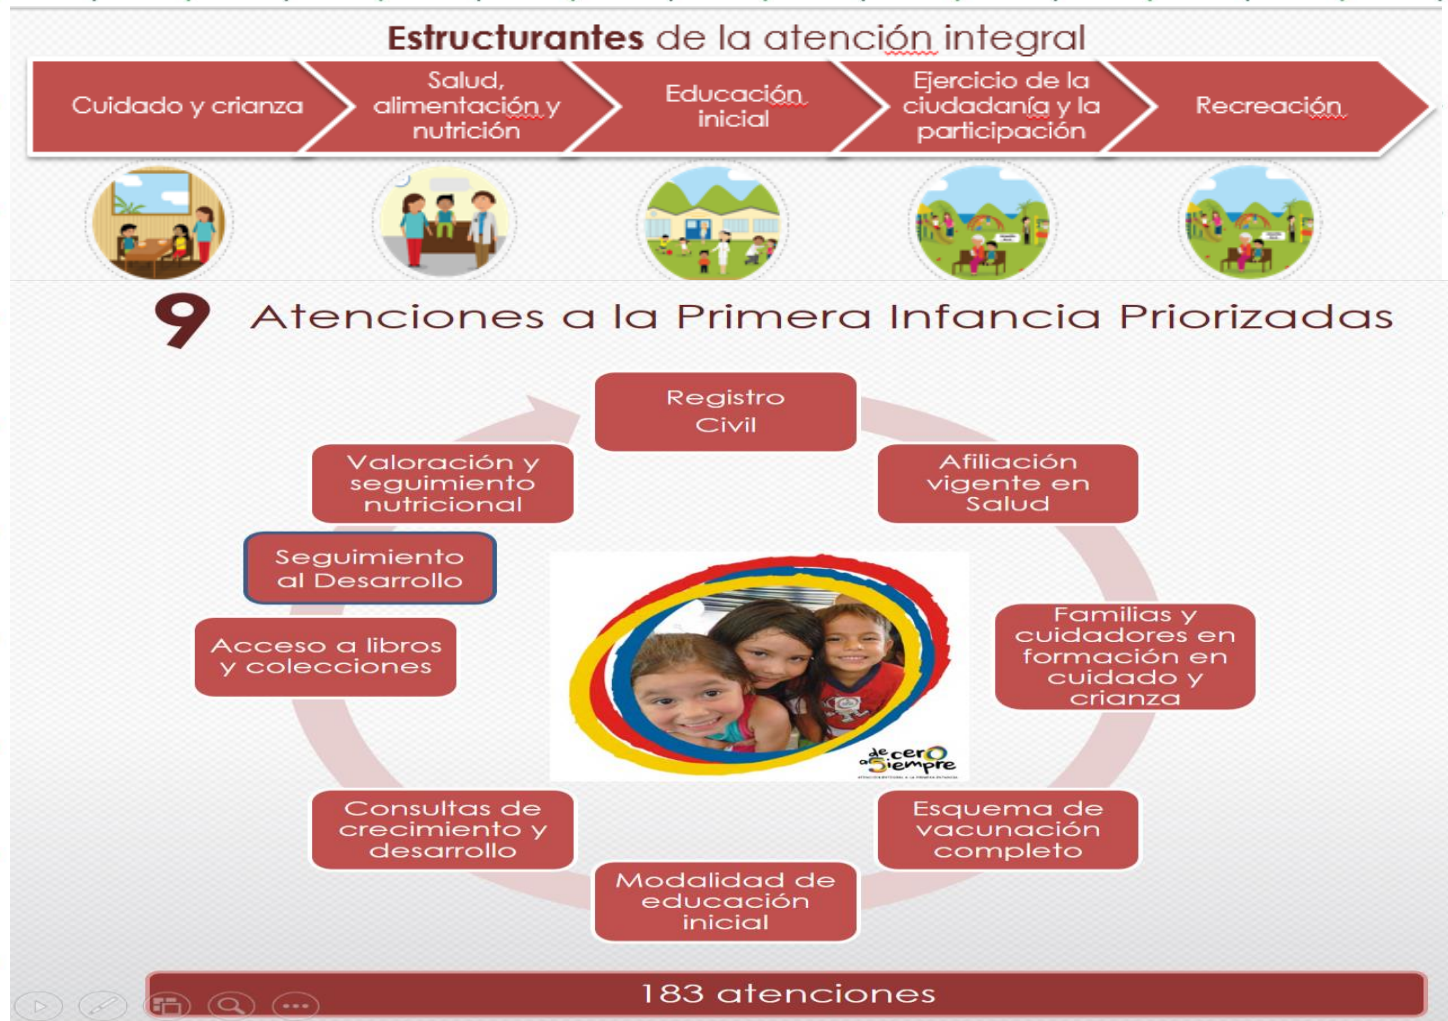 Estructurantes de la atención integral
Cuidado y crianza
Salud,
alimentación y
nutrición
Educación
inicial
Ejercicio de la
ciudadanía y la
participación
Recreación
9 Atenciones a la Primera Infancia Priorizadas
Registro
Civil
Afiliación
vigente en
Salud
Familias y
cuidadores en
formación en
cuidado y
crianza
Esquema de
vacunación
completo
Modalidad de
educación
inicial
Consultas de
crecimiento y
desarrollo
Acceso a libros
y colecciones
Seguimiento
al Desarrollo
Valoración y
seguimiento
nutricional
de cero
a Siempre
183 atenciones